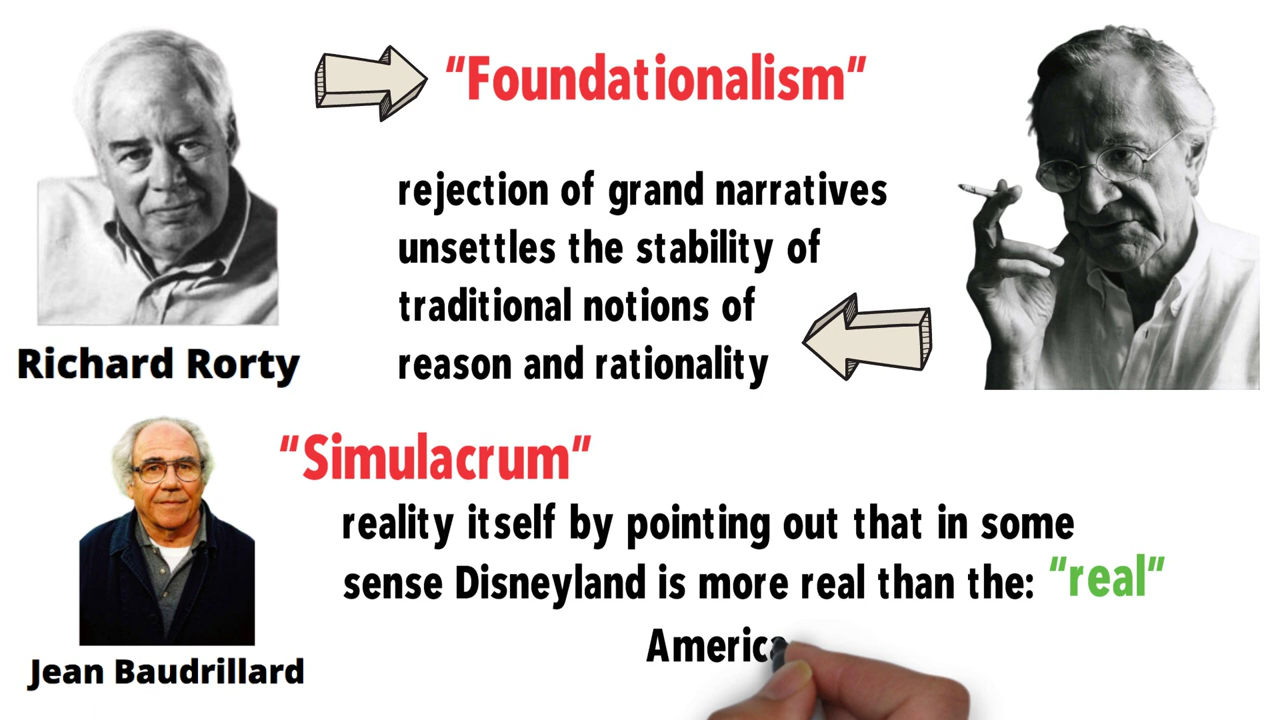 "Foundationalism"
rejection of grand narratives
unsettles the stability of
traditional notions of
reason and rationality
Richard Rorty
"Simulacrum"
reality itself by pointing out that in some
sense Disneyland is more real than the: "real"
America
Jean Baudrillard